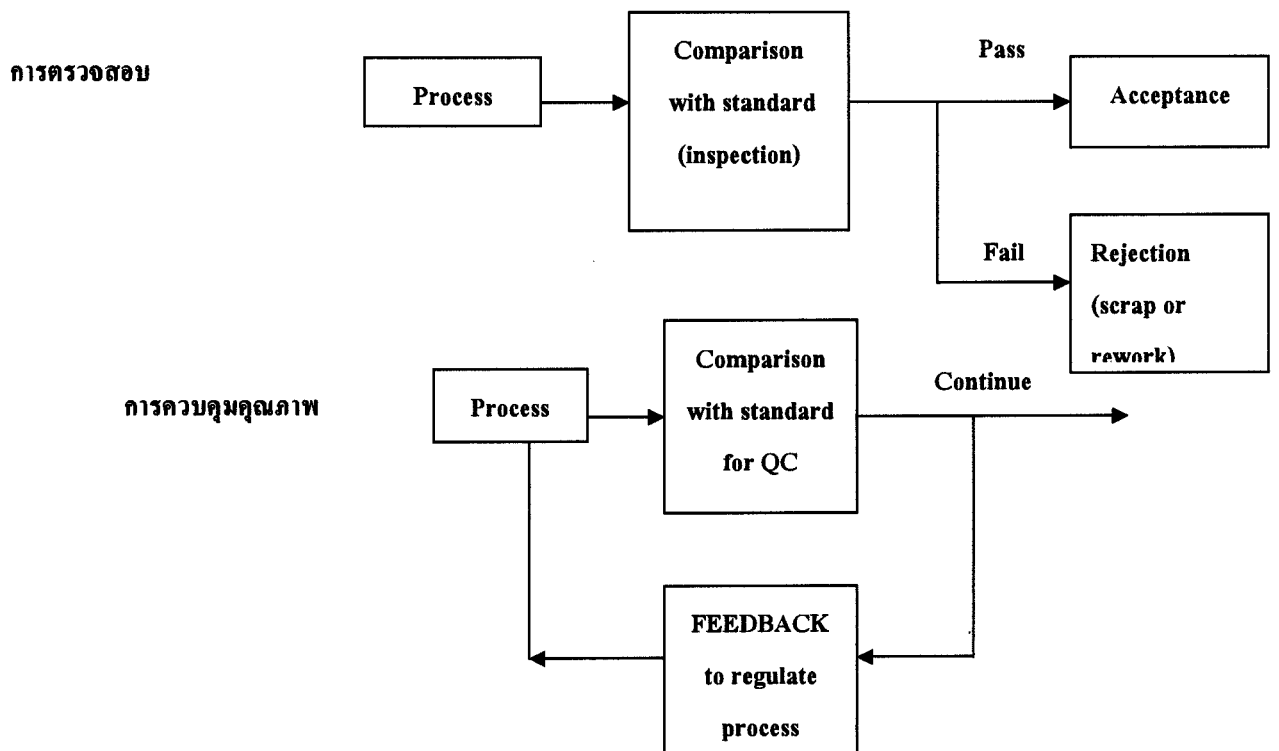 การตรวจสอบ
Process
Comparison
with standard
(inspection)
Pass
Acceptance
Fail
Rejection
(scrap or
rework)
การควบคุมคุณภาพ
Process
Comparison
with standard
for QC
Continue
FEEDBACK
to regulate
process